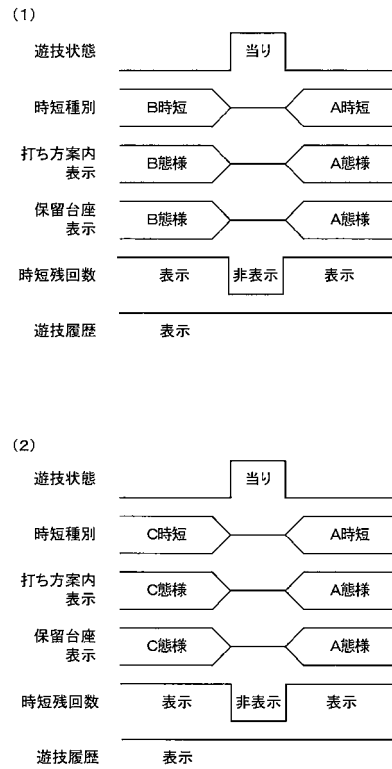 (1)
遊技状態 当り
時短種別 B時短 A時短
打ち方案内 B態様 A態様
表示
保留台座 B態様 A態様
表示
時短残回数 表示 非表示 表示
遊技履歴 表示
(2)
遊技状態 当り
時短種別 C時短 A時短
打ち方案内 C態様 A態様
表示
保留台座 C態様 A態様
表示
時短残回数 表示 非表示 表示
遊技履歴 表示